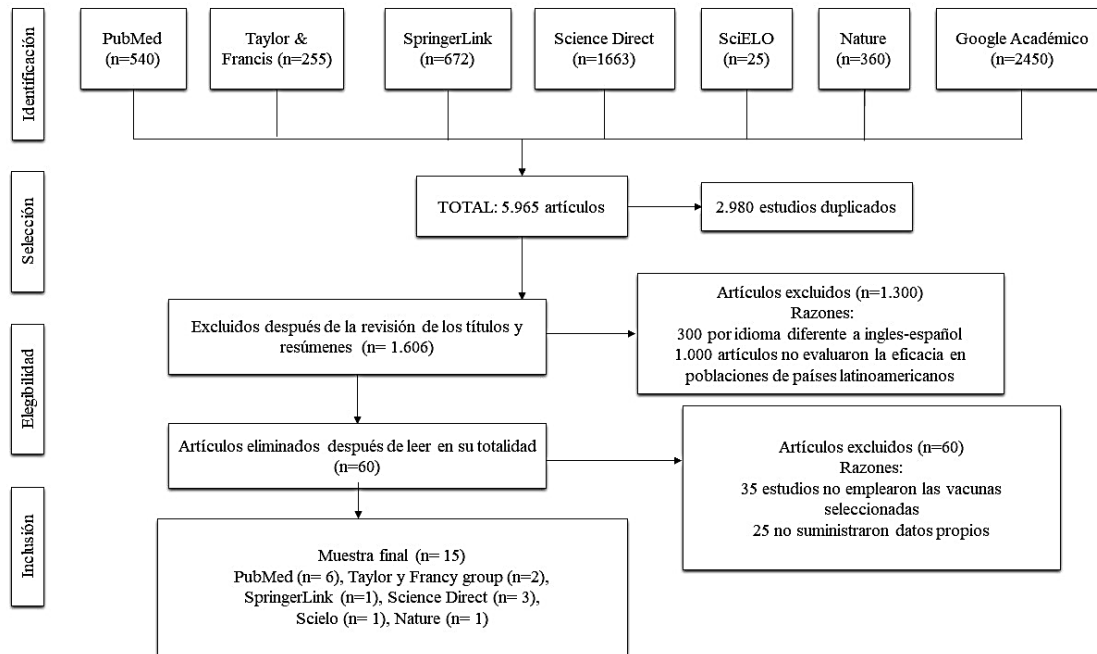 Identificación
PubMed
(n=540)
Taylor &
Francis (n=255)
SpringerLink
(n=672)
Science Direct
(n=1663)
SciELO
(n=25)
Nature
(n=360)
Google Académico
(n=2450)
Selección
TOTAL: 5.965 artículos
2.980 estudios duplicados
Elegibilidad
Excluidos después de la revisión de los títulos y
resúmenes (n= 1.606)
Artículos excluidos (n=1.300)
Razones:
300 por idioma diferente a ingles-español
1.000 artículos no evaluaron la eficacia en
poblaciones de países latinoamericanos
Artículos eliminados después de leer en su totalidad
(n=60)
Artículos excluidos (n=60)
Razones:
35 estudios no emplearon las vacunas
seleccionadas
25 no suministraron datos propios
Inclusión
Muestra final (n= 15)
PubMed (n= 6), Taylor y Francy group (n=2),
SpringerLink (n=1), Science Direct (n= 3),
Scielo (n= 1), Nature (n= 1)